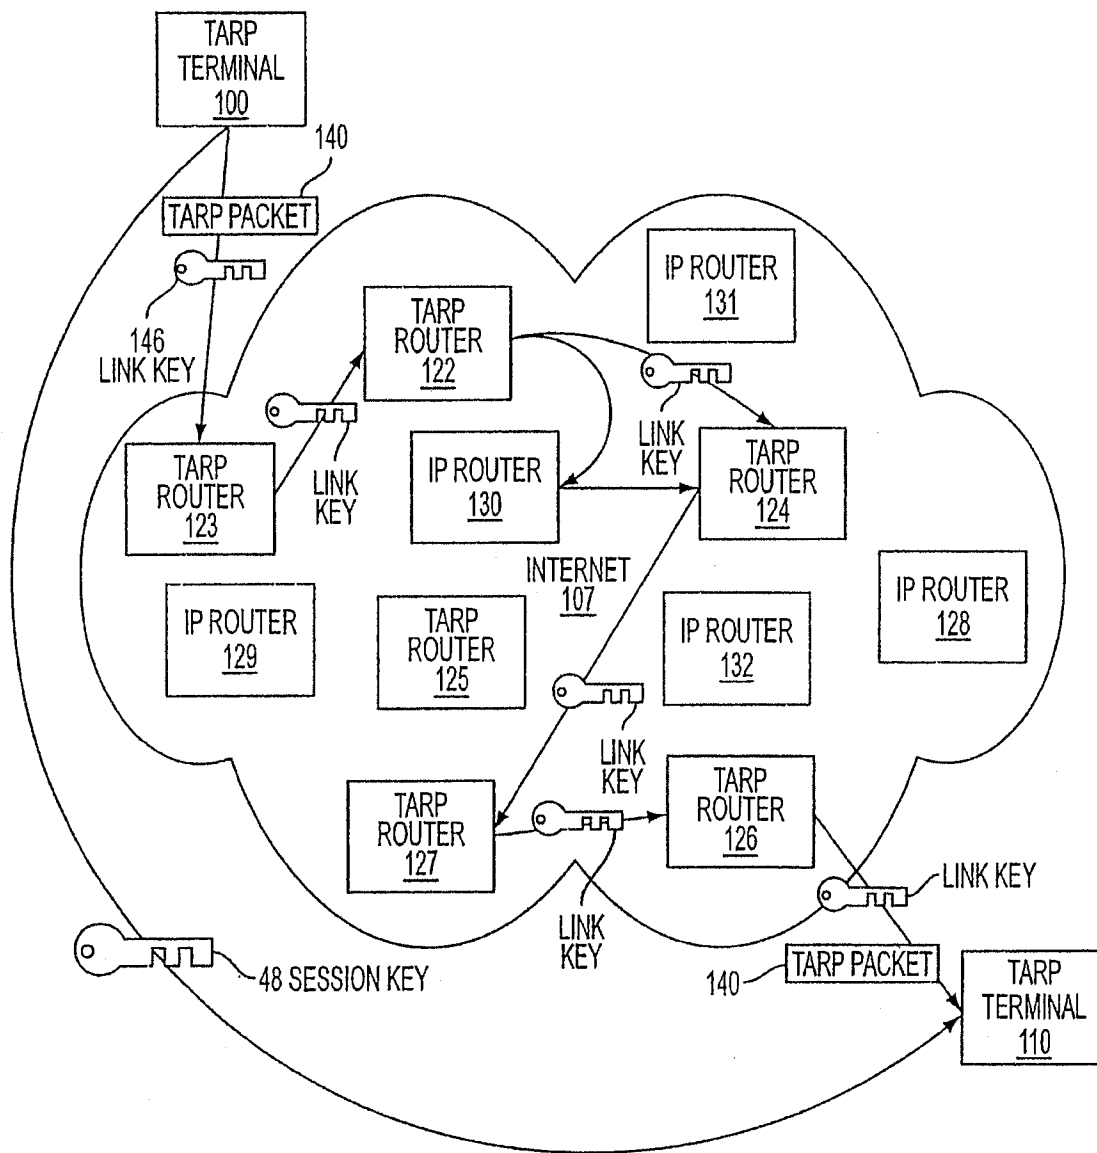 TARP
TERMINAL
100
140
TARP PACKET
146
LINK KEY
IP ROUTER
131
TARP
ROUTER
122
LINK
KEY
LINK
KEY
TARP
ROUTER
123
IP ROUTER
130
TARP
ROUTER
124
INTERNET
107
IP ROUTER
129
TARP
ROUTER
125
IP ROUTER
132
IP ROUTER
128
LINK
KEY
TARP
ROUTER
127
TARP
ROUTER
126
LINK
KEY
LINK KEY
48 SESSION KEY
140
TARP PACKET
TARP
TERMINAL
110